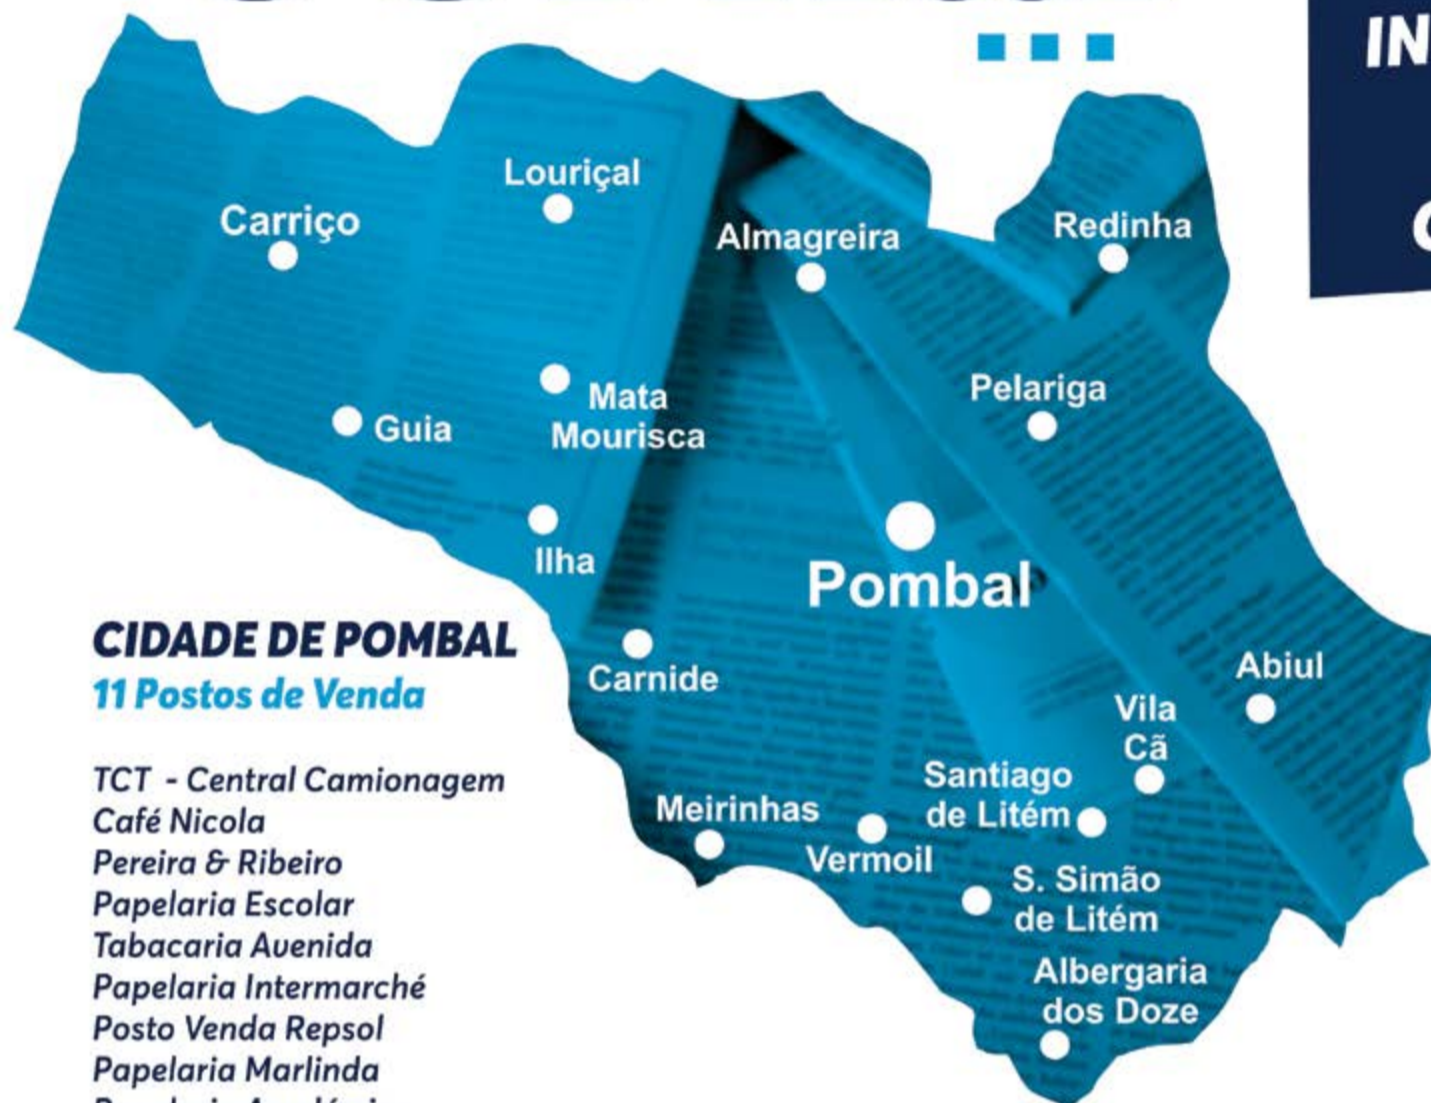 IN
Louriçal
Carriço
Almagreira
Redinha
Mata
Mourisca
Guia
Pelariga
Ilha
Pombal
CIDADE DE POMBAL
11 Postos de Venda
Carnide
Abiul
Vila
Cã
Santiago
de Litém
Meirinhas
Vermoil
S. Simão
de Litém
Albergaria
dos Doze
TCT - Central Camionagem
Café Nicola
Pereira & Ribeiro
Papelaria Escolar
Tabacaria Avenida
Papelaria Intermarché
Posto Venda Repsol
Papelaria Marlinda